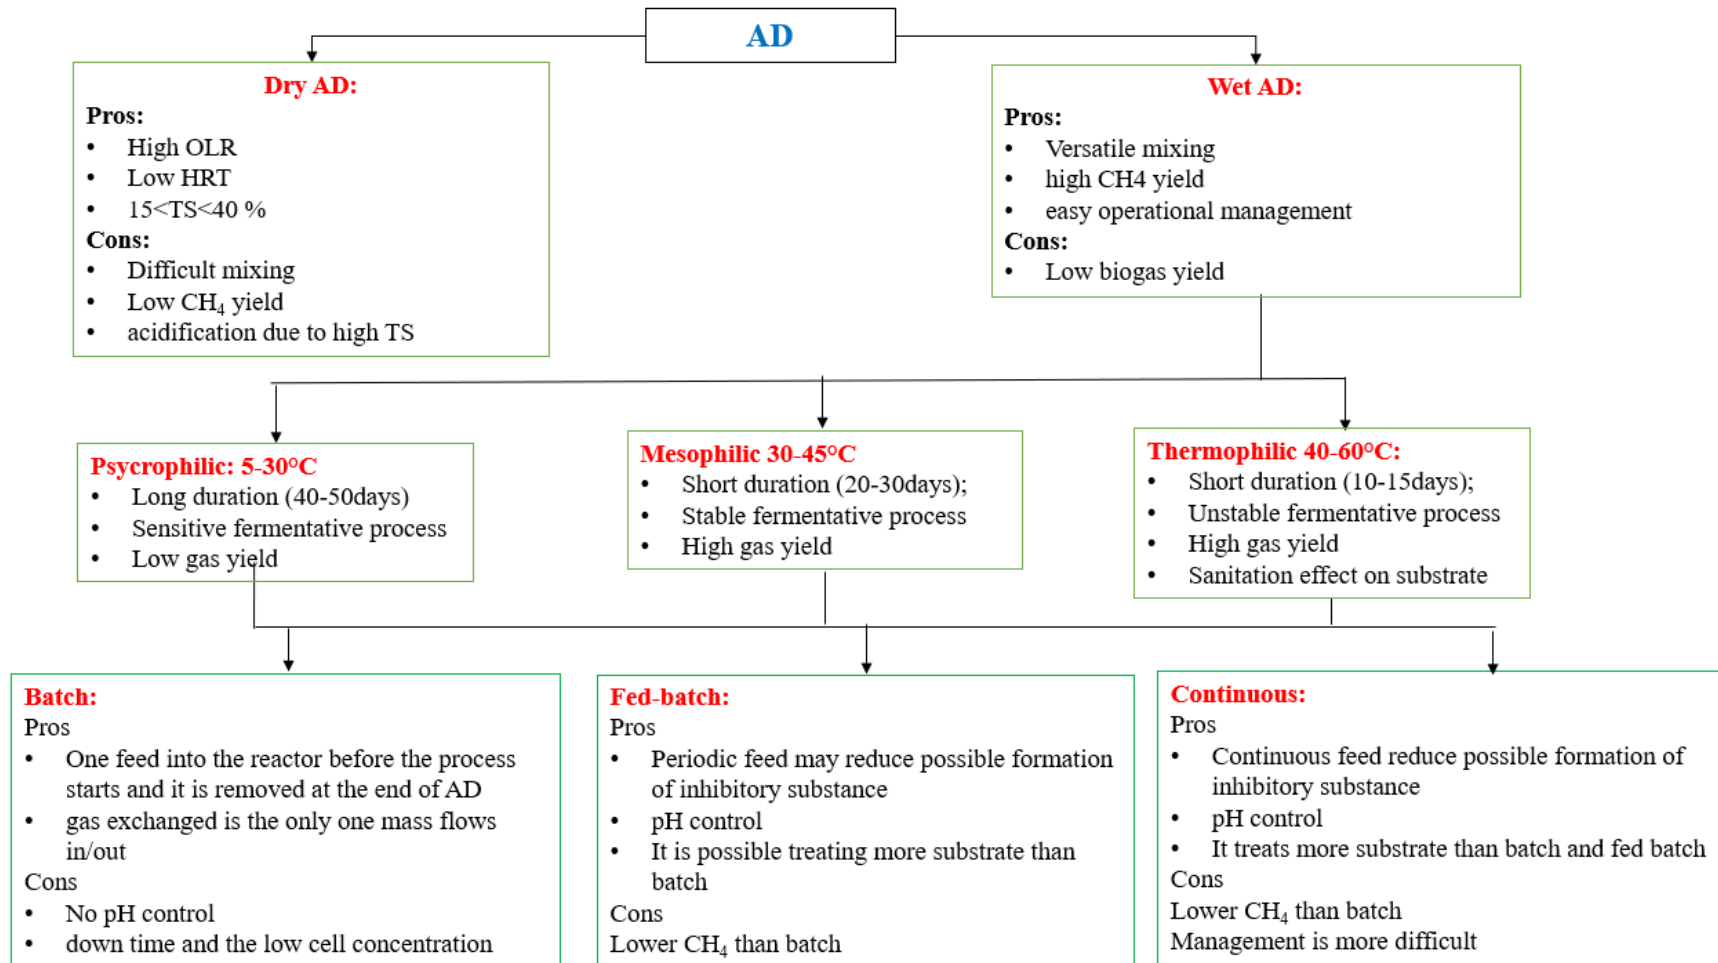 AD
Dry AD:
Pros:
• High OLR
• Low HRT
• 15<TS<40 %
Cons:
• Difficult mixing
• Low CH₄ yield
• acidification due to high TS
Wet AD:
Pros:
• Versatile mixing
• high CH4 yield
• easy operational management
Cons:
• Low biogas yield
Psycrophilic: 5-30°C
• Long duration (40-50days)
• Sensitive fermentative process
• Low gas yield
Mesophilic 30-45°C
• Short duration (20-30days);
• Stable fermentative process
• High gas yield
Thermophilic 40-60°C:
• Short duration (10-15days);
• Unstable fermentative process
• High gas yield
• Sanitation effect on substrate
Batch:
Pros
• One feed into the reactor before the process
starts and it is removed at the end of AD
• gas exchanged is the only one mass flows
in/out
Cons
• No pH control
• down time and the low cell concentration
Fed-batch:
Pros
• Periodic feed may reduce possible formation
of inhibitory substance
• pH control
• It is possible treating more substrate than
batch
Cons
Lower CH₄ than batch
Continuous:
Pros
• Continuous feed reduce possible formation of
inhibitory substance
• pH control
• It treats more substrate than batch and fed batch
Cons
Lower CH₄ than batch
Management is more difficult